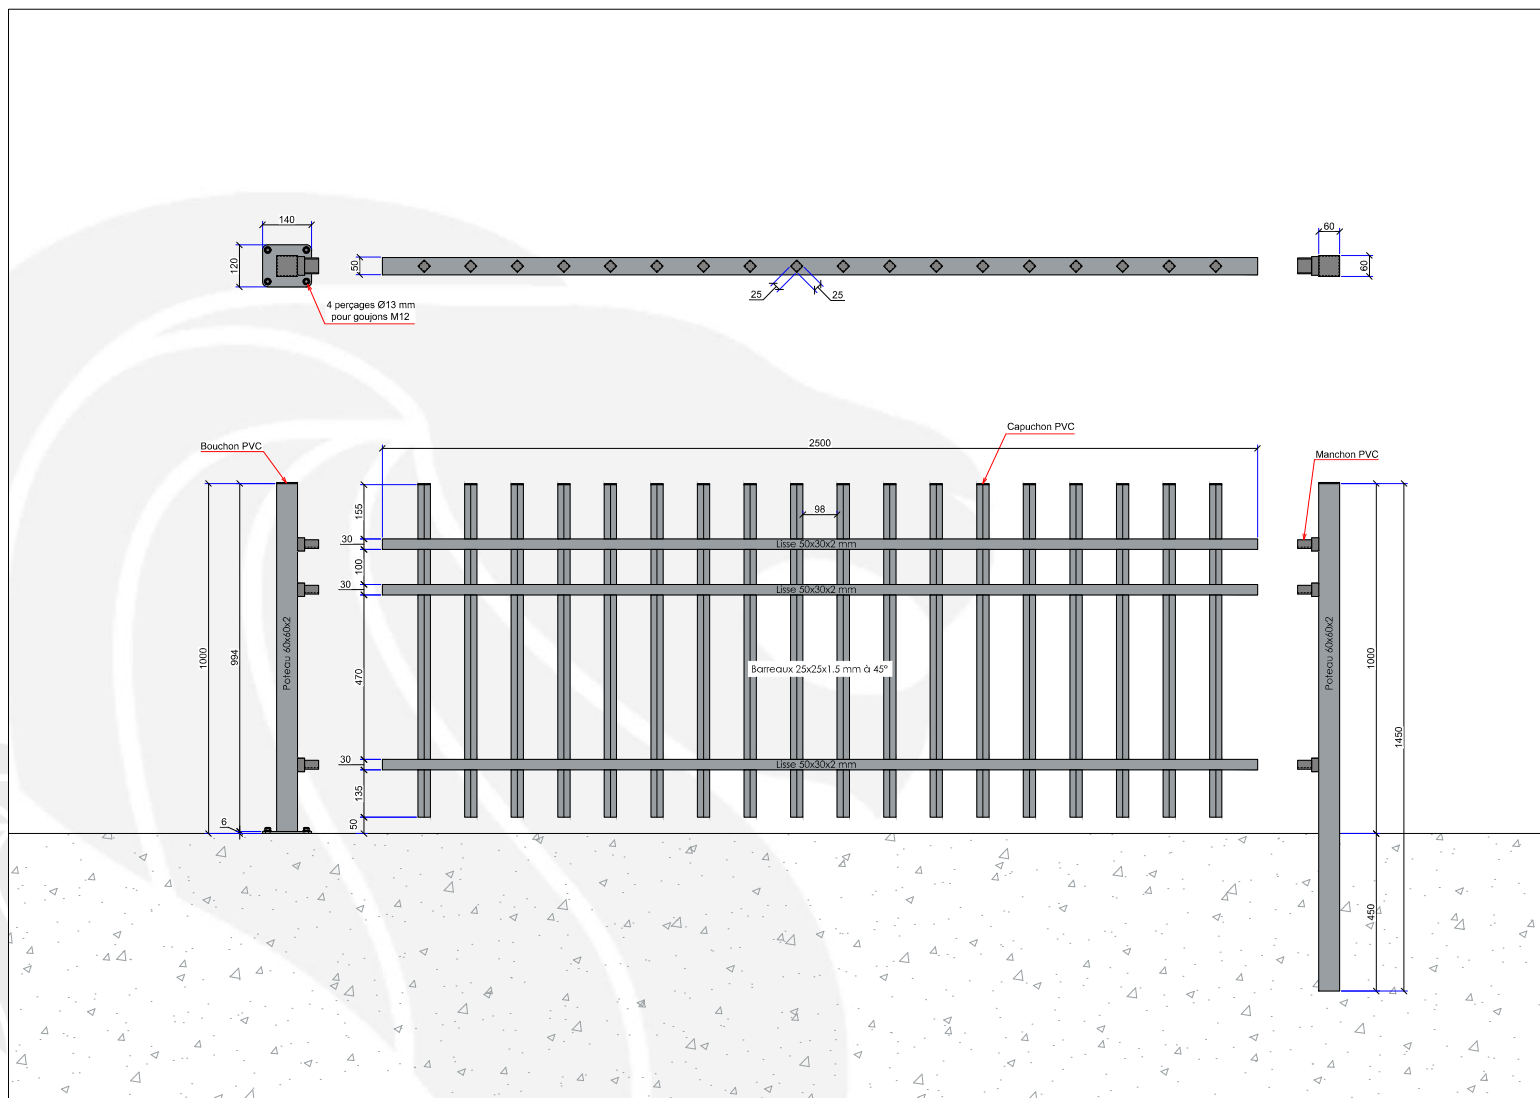 140
120
4 perçages Ø13 mm
pour goujons M12
50
25
25
60
60
Bouchon PVC
2500
Capuchon PVC
Manchon PVC
155
98
30
Lisse 50x30x2 mm
100
30
Lisse 50x30x2 mm
1000
994
Poteau 60x60x2
470
Barreaux 25x25x1.5 mm à 45°
Poteau 60x60x2
1000
1450
30
Lisse 50x30x2 mm
135
6
50
450